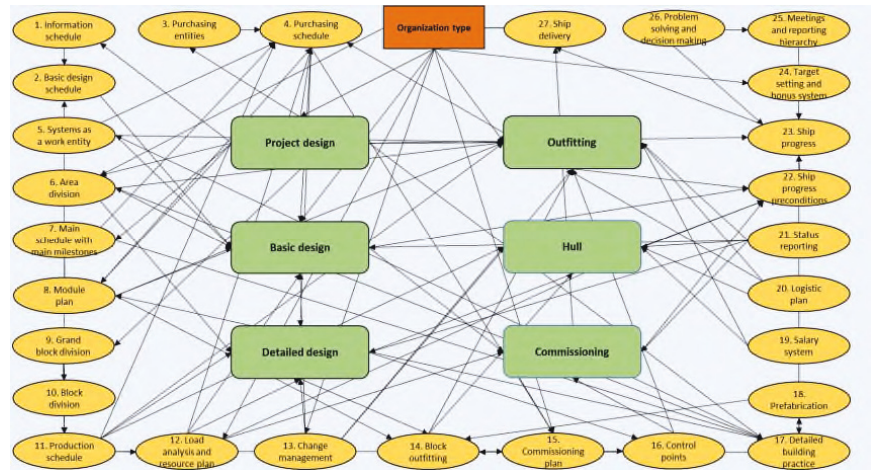 1. Information
schedule
3. Purchasing
entities
4. Purchasing
schedule
Organization type
27. Ship
delivery
26. Problem
solving and
decision making
25. Meetings
and reporting
hierarchy
2. Basic design
schedule
24. Target
setting and
bonus system
5. Systems as
a work entity
Project design
Outfitting
23. Ship
progress
6. Area
division
22. Ship
progress
preconditions
7. Main
schedule with
main milestones
Basic design
Hull
21. Status
reporting
8. Module
plan
20. Logistic
plan
9. Grand
block division
Detailed design
Commissioning
19. Salary
system
10. Block
division
18.
Prefabrication
11. Production
schedule
12. Load
analysis and
resource plan
13. Change
management
14. Block
outfitting
15.
Commissioning
plan
16. Control
points
17. Detailed
building
practice